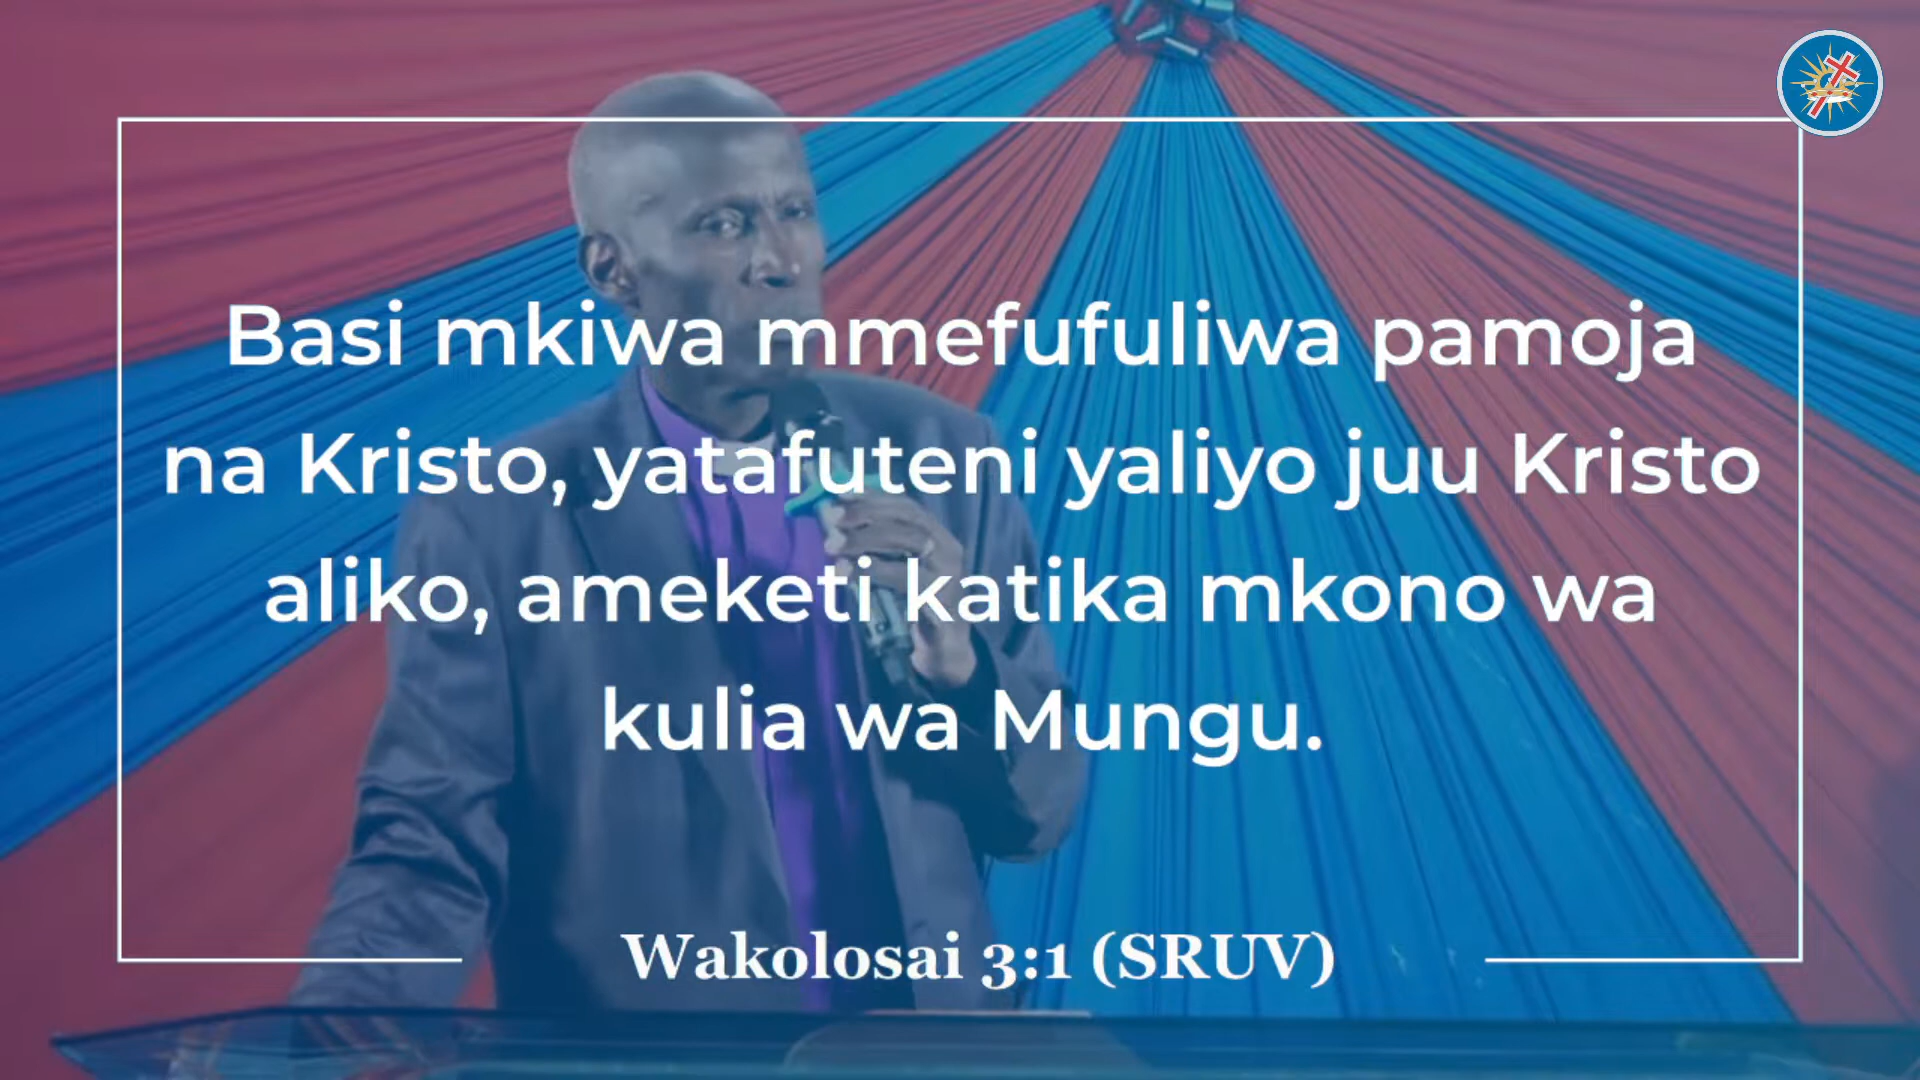 Basi mkiwa mmefufuliwa pamoja
na Kristo, yatafuteni yaliyo juu Kristo
aliko, ameketi katika mkono wa
kulia wa Mungu.
Wakolosai 3:1 (SRUV)